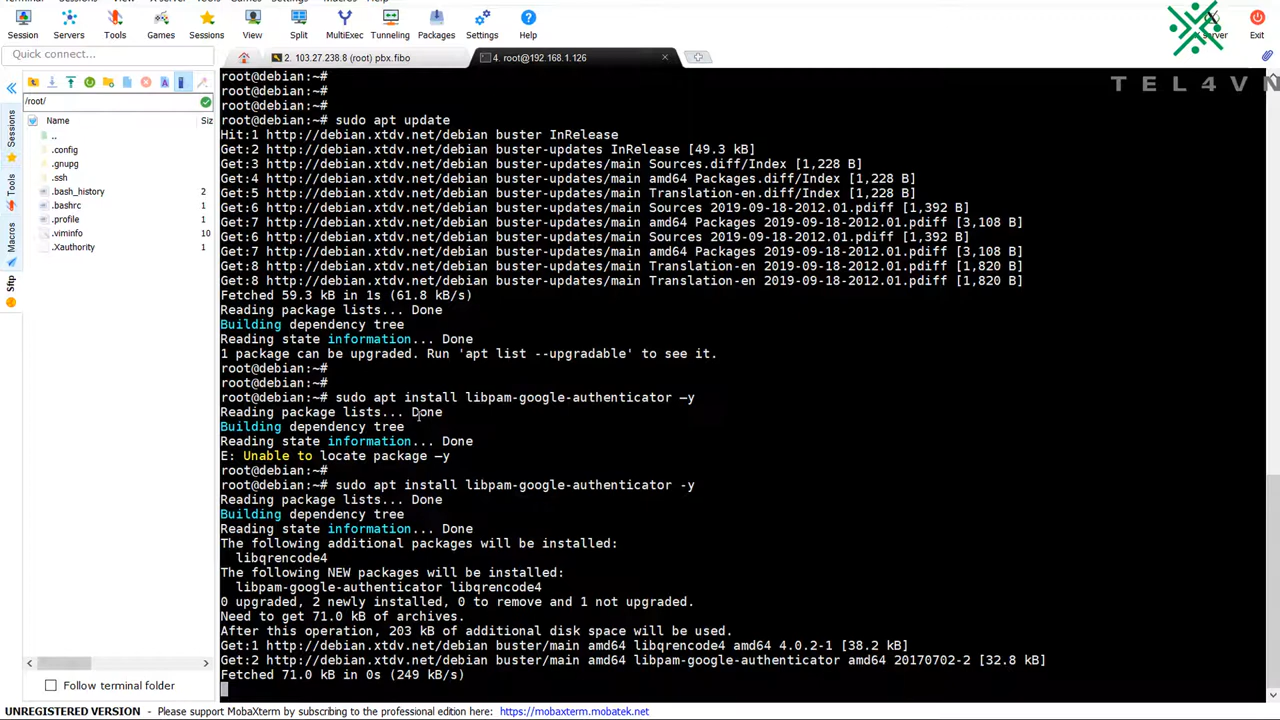 Terminal Sessions View X server Tools Games Settings Macros Help
Session Servers Tools Games Sessions View Split MultiExec Tunneling Packages Settings Help Server Exit
Quick connect...
2. 103.27.238.8 (root) pbx.fibo
4. root@192.168.1.126
TEL4VN
/root/
Name Siz
..
.config
.gnupg
.ssh
.bash_history 2
.bashrc 1
.profile 1
.viminfo 10
.Xauthority 1
Sessions
Tools
Macros
Sftp
root@debian:~#
root@debian:~#
root@debian:~#
root@debian:~# sudo apt update
Hit:1 http://debian.xtdv.net/debian buster InRelease
Get:2 http://debian.xtdv.net/debian buster-updates InRelease [49.3 kB]
Get:3 http://debian.xtdv.net/debian buster-updates/main Sources.diff/Index [1,228 B]
Get:4 http://debian.xtdv.net/debian buster-updates/main amd64 Packages.diff/Index [1,228 B]
Get:5 http://debian.xtdv.net/debian buster-updates/main Translation-en.diff/Index [1,228 B]
Get:6 http://debian.xtdv.net/debian buster-updates/main Sources 2019-09-18-2012.01.pdiff [1,392 B]
Get:7 http://debian.xtdv.net/debian buster-updates/main amd64 Packages 2019-09-18-2012.01.pdiff [3,108 B]
Get:6 http://debian.xtdv.net/debian buster-updates/main Sources 2019-09-18-2012.01.pdiff [1,392 B]
Get:7 http://debian.xtdv.net/debian buster-updates/main amd64 Packages 2019-09-18-2012.01.pdiff [3,108 B]
Get:8 http://debian.xtdv.net/debian buster-updates/main Translation-en 2019-09-18-2012.01.pdiff [1,820 B]
Get:8 http://debian.xtdv.net/debian buster-updates/main Translation-en 2019-09-18-2012.01.pdiff [1,820 B]
Fetched 59.3 kB in 1s (61.8 kB/s)
Reading package lists... Done
Building dependency tree
Reading state information... Done
1 package can be upgraded. Run 'apt list --upgradable' to see it.
root@debian:~#
root@debian:~#
root@debian:~# sudo apt install libpam-google-authenticator –y
Reading package lists... Done
Building dependency tree
Reading state information... Done
E: Unable to locate package –y
root@debian:~#
root@debian:~# sudo apt install libpam-google-authenticator -y
Reading package lists... Done
Building dependency tree
Reading state information... Done
The following additional packages will be installed:
libqrencode4
The following NEW packages will be installed:
libpam-google-authenticator libqrencode4
0 upgraded, 2 newly installed, 0 to remove and 1 not upgraded.
Need to get 71.0 kB of archives.
After this operation, 203 kB of additional disk space will be used.
Get:1 http://debian.xtdv.net/debian buster/main amd64 libqrencode4 amd64 4.0.2-1 [38.2 kB]
Get:2 http://debian.xtdv.net/debian buster/main amd64 libpam-google-authenticator amd64 20170702-2 [32.8 kB]
Fetched 71.0 kB in 0s (249 kB/s)
Follow terminal folder
UNREGISTERED VERSION - Please support MobaXterm by subscribing to the professional edition here: https://mobaxterm.mobatek.net